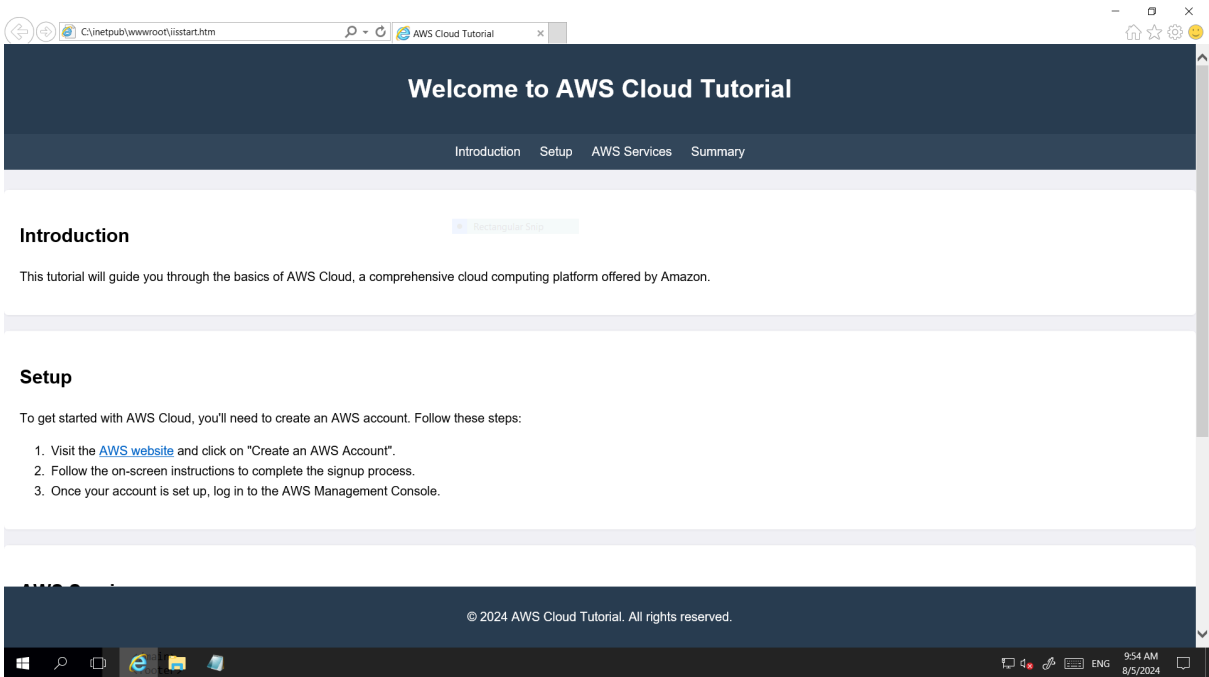 C:\inetpub\wwwroot\iisstart.htm
AWS Cloud Tutorial
Welcome to AWS Cloud Tutorial
Introduction Setup AWS Services Summary
Rectangular Snip
Introduction
This tutorial will guide you through the basics of AWS Cloud, a comprehensive cloud computing platform offered by Amazon.
Setup
To get started with AWS Cloud, you'll need to create an AWS account. Follow these steps:
1. Visit the AWS website and click on "Create an AWS Account".
2. Follow the on-screen instructions to complete the signup process.
3. Once your account is set up, log in to the AWS Management Console.
© 2024 AWS Cloud Tutorial. All rights reserved.
ENG
9:54 AM
8/5/2024